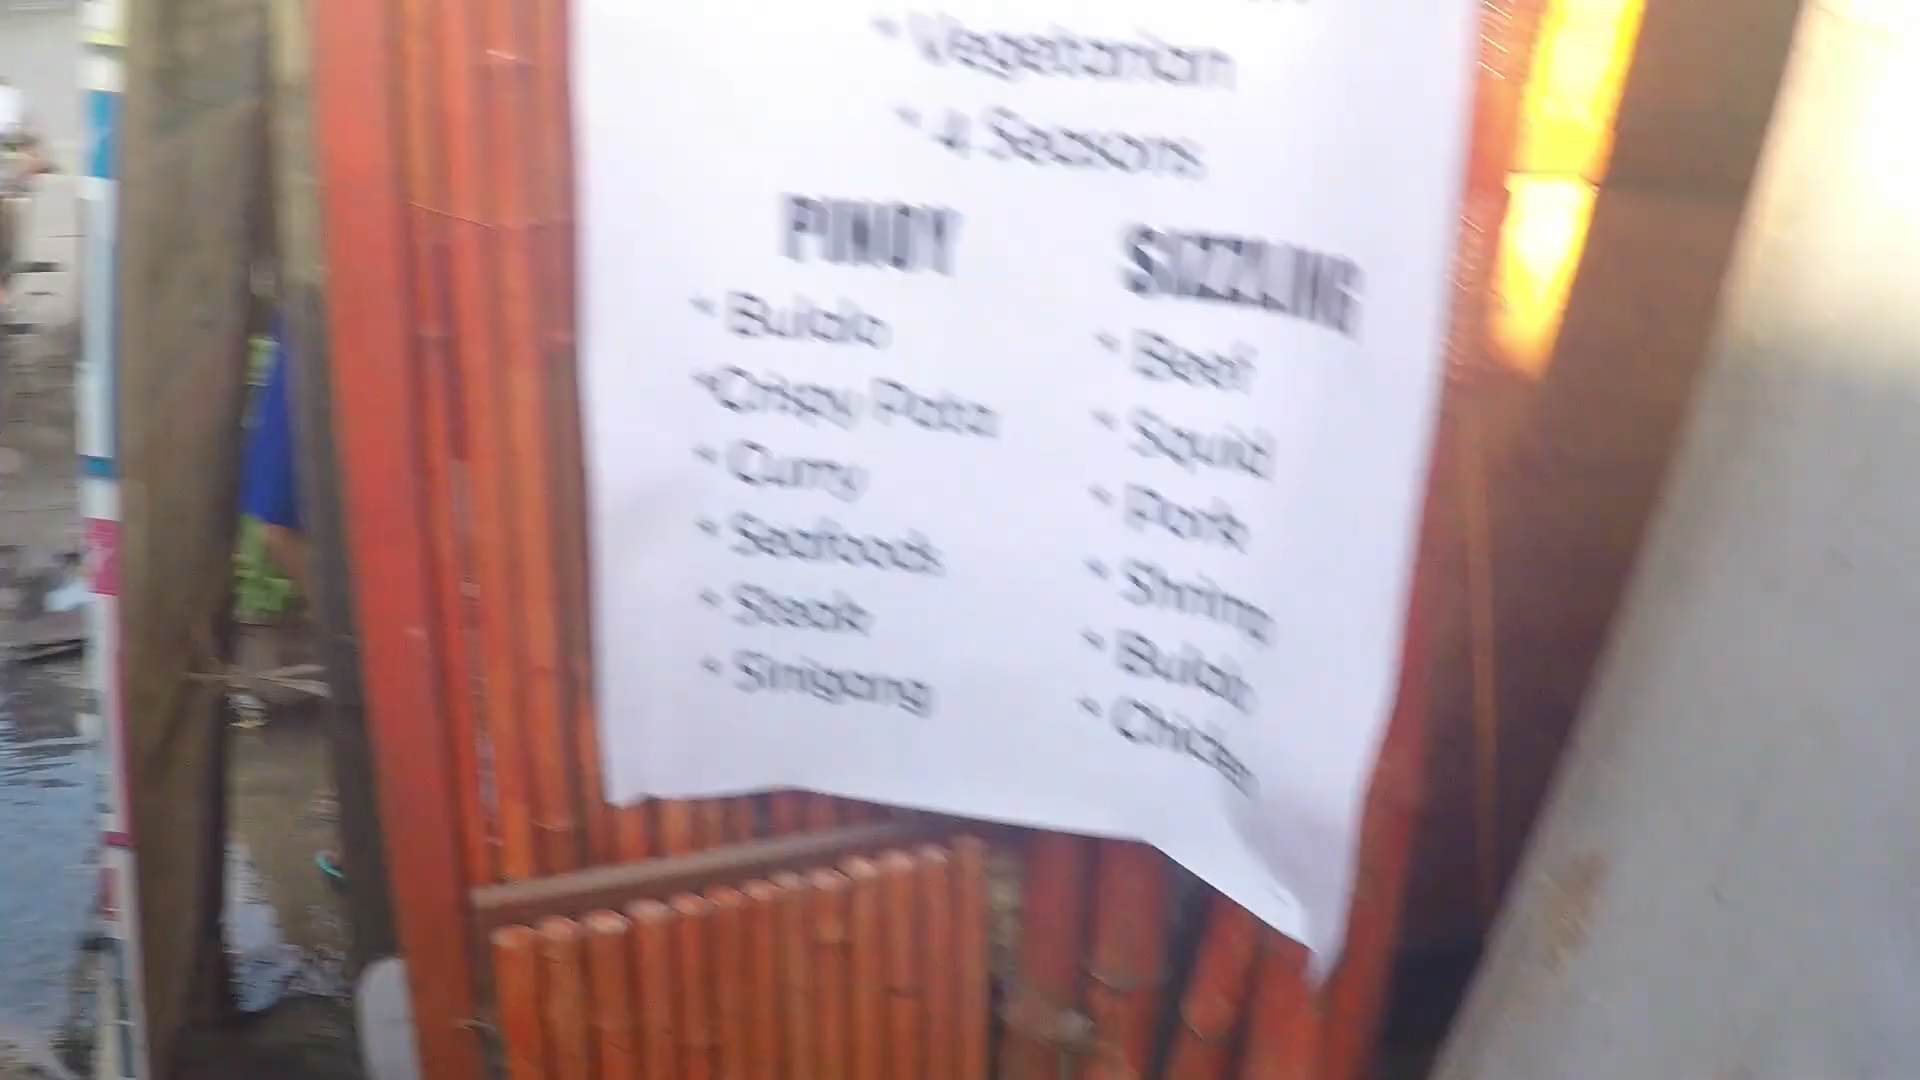 • Vegetarian
• 4 Seasons
PINOY
• Bulalo
• Crispy Pata
• Curry
• Seafoods
• Steak
• Sinigang
SIZZLING
• Beef
• Squid
• Pork
• Shrimp
• Bulalo
• Chicken